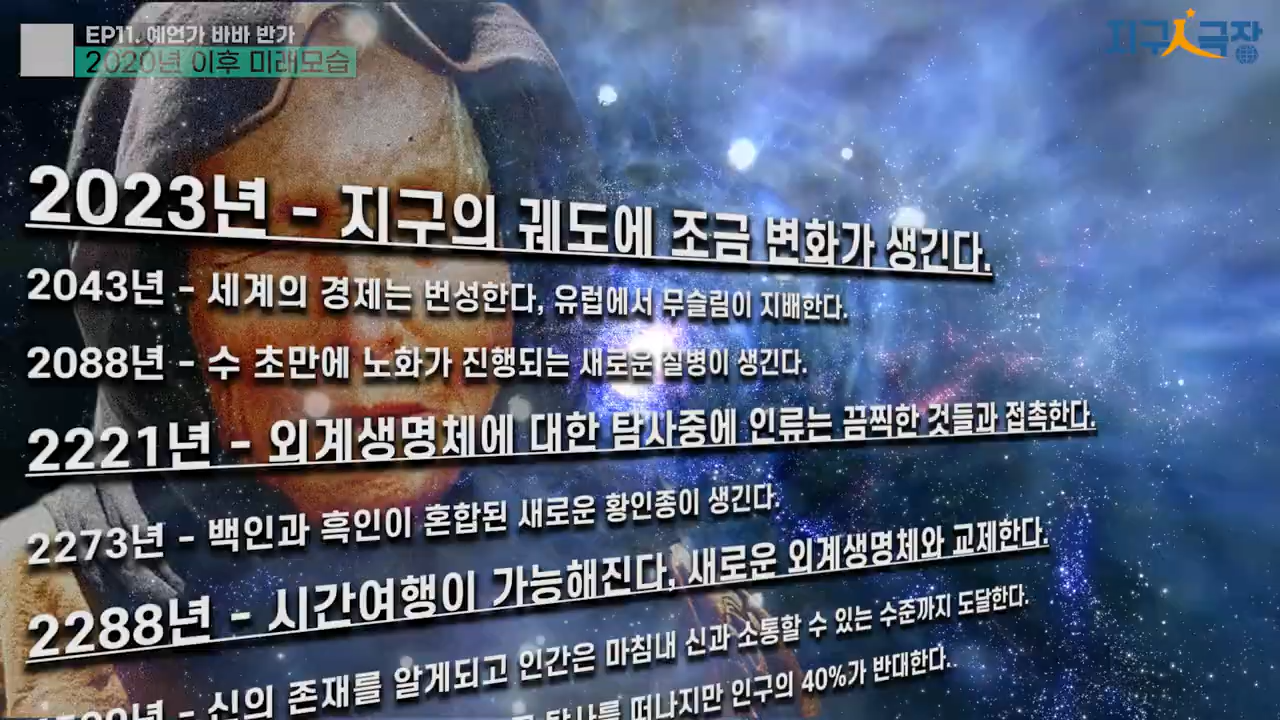 EP11. 예언가 바바 반가
2020년 이후 미래모습
지구人극장
2023년 - 지구의 궤도에 조금 변화가 생긴다.
2043년 - 세계의 경제는 번성한다, 유럽에서 무슬림이 지배한다.
2088년 - 수 초만에 노화가 진행되는 새로운 질병이 생긴다.
2221년 - 외계생명체에 대한 탐사중에 인류는 끔찍한 것들과 접촉한다.
2273년 - 백인과 흑인이 혼합된 새로운 황인종이 생긴다.
2288년 - 시간여행이 가능해진다, 새로운 외계생명체와 교제한다.
- 신의 존재를 알게되고 인간은 마침내 신과 소통할 수 있는 수준까지 도달한다.
탐사를 떠나지만 인구의 40%가 반대한다..